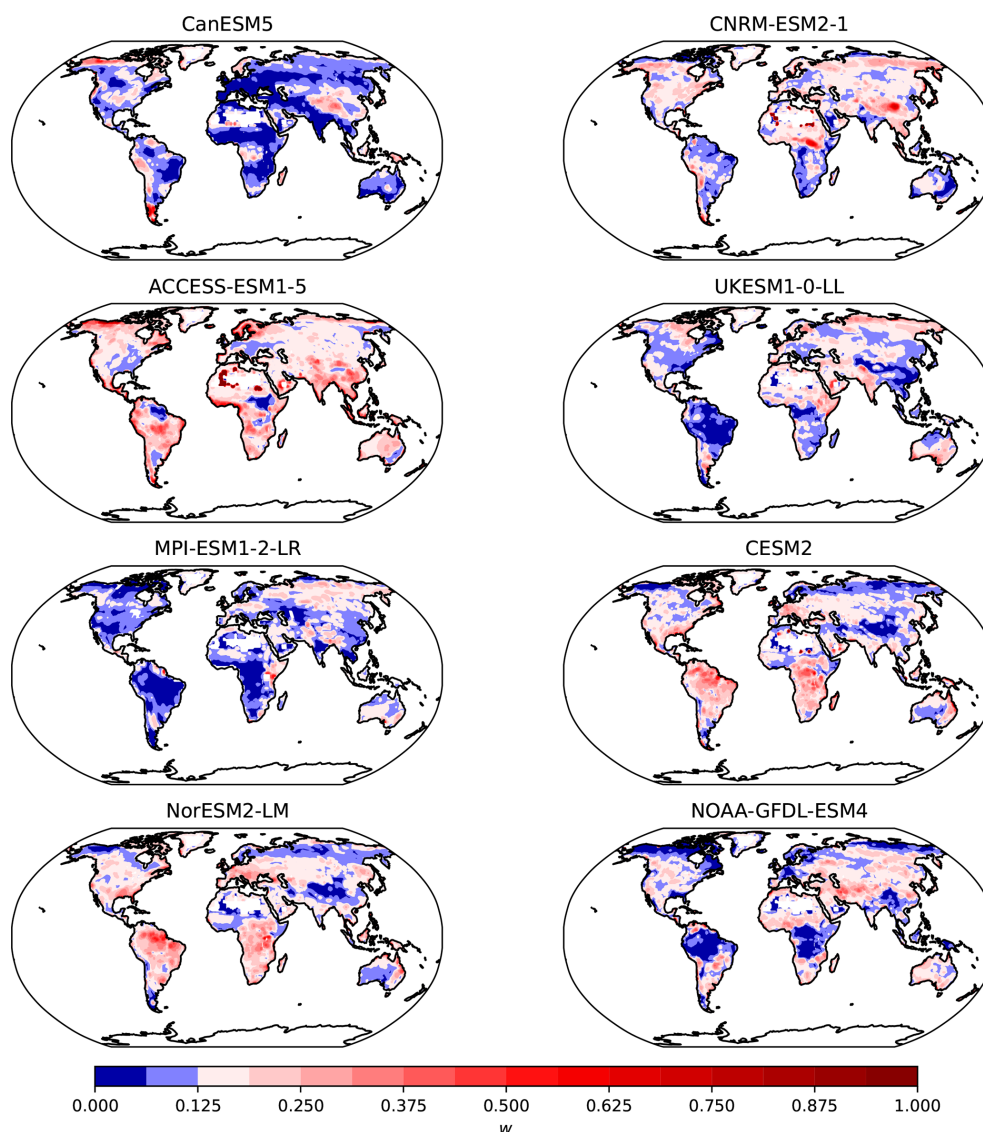 CanESM5
CNRM-ESM2-1
ACCESS-ESM1-5
UKESM1-0-LL
MPI-ESM1-2-LR
CESM2
NorESM2-LM
NOAA-GFDL-ESM4
0.000 0.125 0.250 0.375 0.500 0.625 0.750 0.875 1.000
w